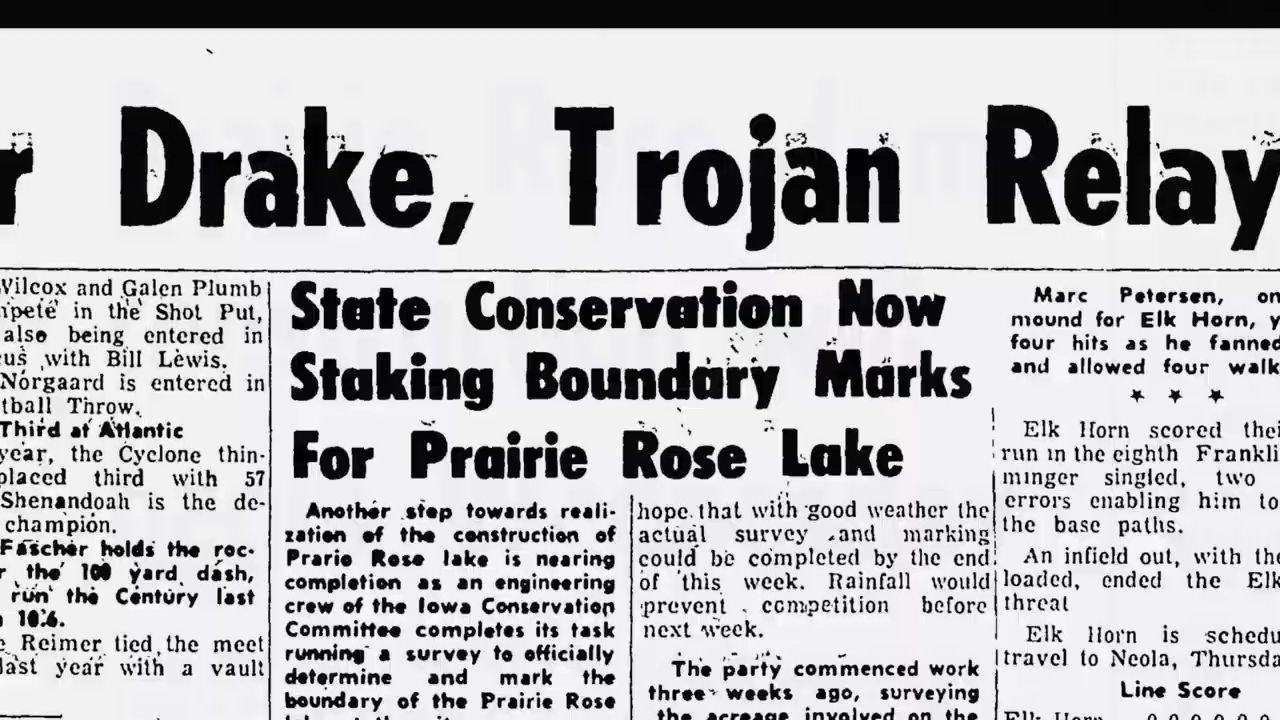 r Drake, Trojan Relay
Wilcox and Galen Plumb
in the Shot Put,
also being entered in
with Bill Lewis.
Norgaard is entered in
tball Throw.
Third at Atlantic
year, the Cyclone thin-
placed third with 57
Shenandoah is the de-
champion.
Fascher holds the rec-
r the 100 yard dash,
run the Century last
10.6.
Reimer tied the meet
last year with a vault
State Conservation Now
Staking Boundary Marks
For Prairie Rose Lake
Another step towards reali-
zation of the construction of
Prarie Rose lake is nearing
completion as an engineering
crew of the Iowa Conservation
Committee completes its task
running a survey to officially
determine and mark the
boundary of the Prairie Rose
hope that with good weather the
actual survey and marking
could be completed by the end
of this week. Rainfall would
prevent competition before
next week.
The party commenced work
three weeks ago, surveying
the acreage involved on the
Marc Petersen, on
mound for Elk Horn, y
four hits as he fanned
and allowed four walk
★ ★ ★
Elk Horn scored thei
run in the eighth Frankli
minger singled, two
errors enabling him to
the base paths.
An infield out, with the
loaded, ended the Elk
threat
Elk Horn is schedu
travel to Neola, Thursda
Line Score
Elk Horn